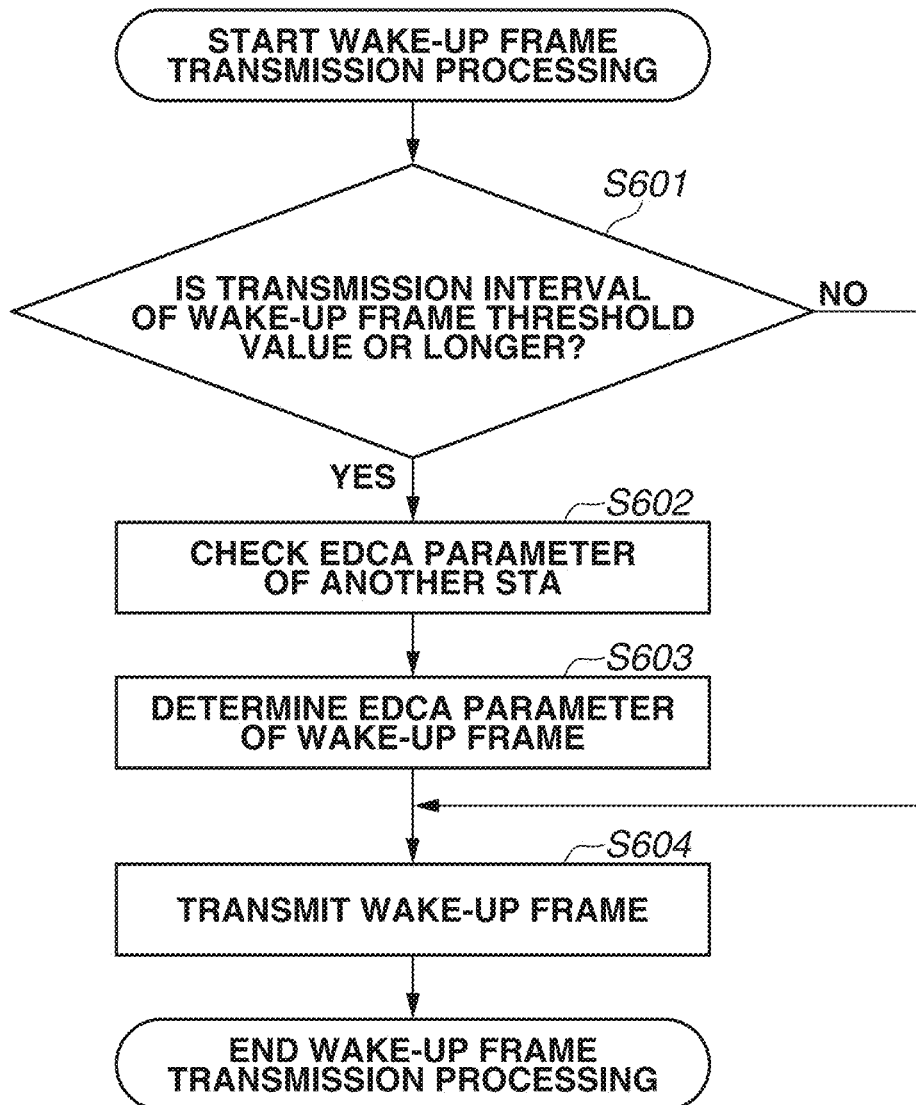 START WAKE-UP FRAME
TRANSMISSION PROCESSING
S601
IS TRANSMISSION INTERVAL
OF WAKE-UP FRAME THRESHOLD
VALUE OR LONGER?
NO
YES
S602
CHECK EDCA PARAMETER
OF ANOTHER STA
S603
DETERMINE EDCA PARAMETER
OF WAKE-UP FRAME
S604
TRANSMIT WAKE-UP FRAME
END WAKE-UP FRAME
TRANSMISSION PROCESSING